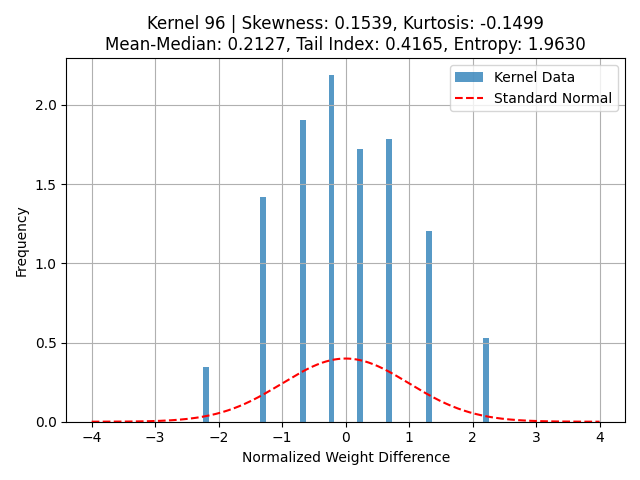 Kernel 96 | Skewness: 0.1539, Kurtosis: -0.1499
Mean-Median: 0.2127, Tail Index: 0.4165, Entropy: 1.9630
Kernel Data
Standard Normal
Frequency
2.0
1.5
1.0
0.5
0.0
−4 −3 −2 −1 0 1 2 3 4
Normalized Weight Difference